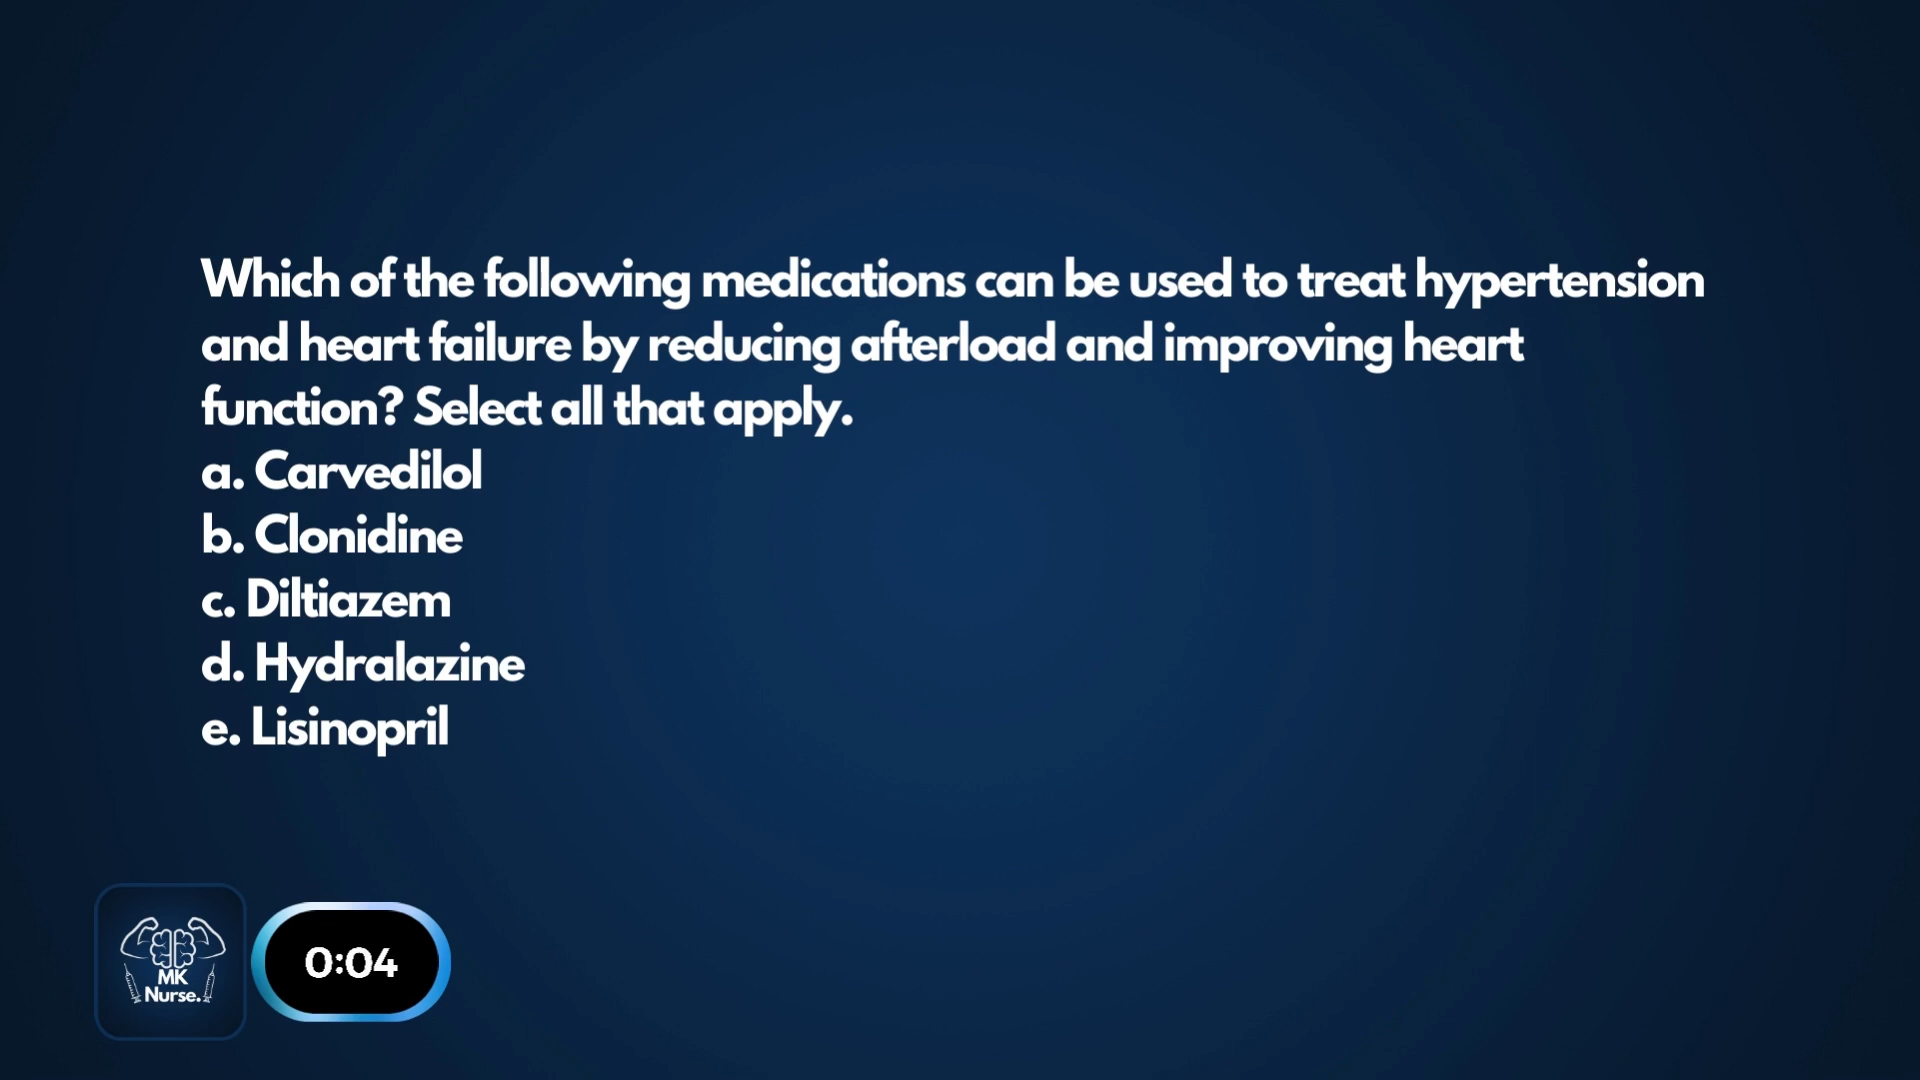 Which of the following medications can be used to treat hypertension
and heart failure by reducing afterload and improving heart
function? Select all that apply.
a. Carvedilol
b. Clonidine
c. Diltiazem
d. Hydralazine
e. Lisinopril
MK
Nurse.
0:04